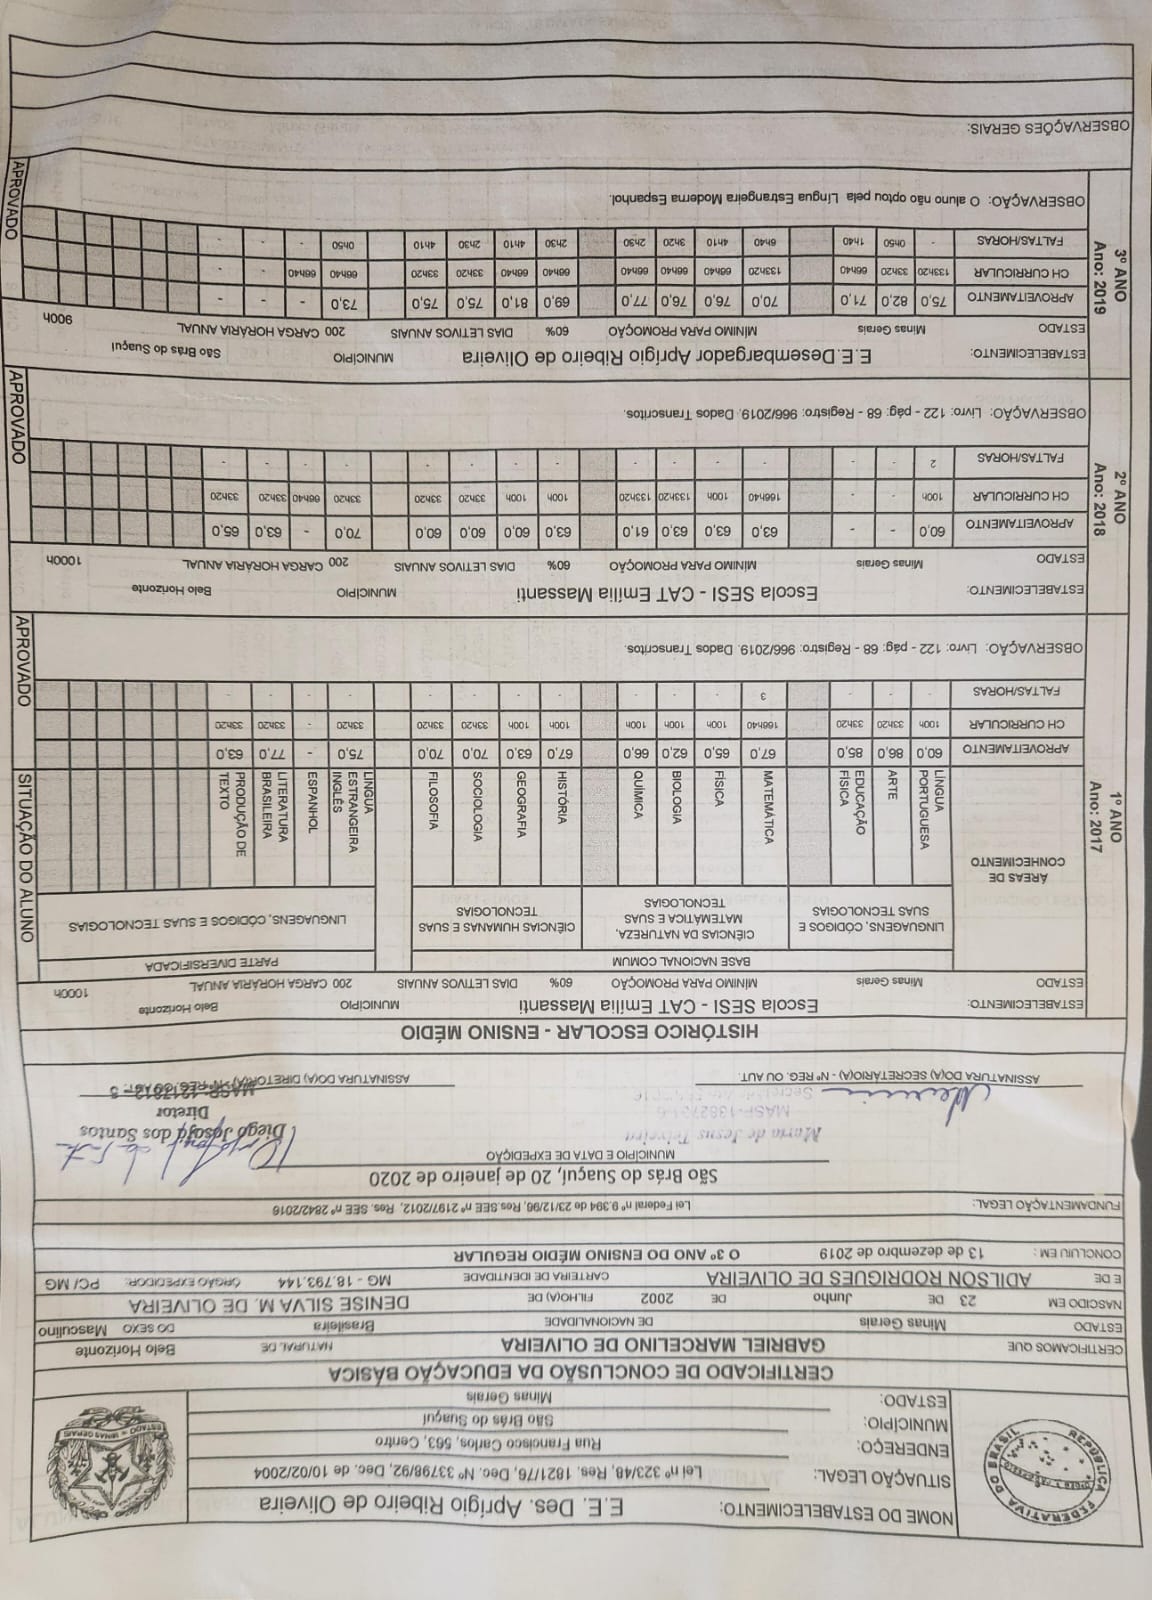 NOME DO ESTABELECIMENTO: E. E. Des. Aprígio Ribeiro de Oliveira
SITUAÇÃO LEGAL: Lei nº 323/48, Res. 1821/76, Dec. Nº 33798/92, Dec. de 10/02/2004
ENDEREÇO: Rua Francisco Carlos, 563, Centro
MUNICÍPIO: São Brás do Suaçuí
ESTADO: Minas Gerais
REPÚBLICA FEDERATIVA DO BRASIL
ESTADO DE MINAS GERAIS
CERTIFICADO DE CONCLUSÃO DA EDUCAÇÃO BÁSICA
CERTIFICAMOS QUE GABRIEL MARCELINO DE OLIVEIRA NATURAL DE Belo Horizonte
ESTADO Minas Gerais DE NACIONALIDADE Brasileira DO SEXO Masculino
NASCIDO EM 23 DE Junho DE 2002 FILHO(A) DE DENISE SILVA M. DE OLIVEIRA
E DE ADILSON RODRIGUES DE OLIVEIRA CARTEIRA DE IDENTIDADE MG - 18.793.144 ÓRGÃO EXPEDIDOR: PC/ MG
CONCLUIU EM: 13 de dezembro de 2019 O 3º ANO DO ENSINO MÉDIO REGULAR
FUNDAMENTAÇÃO LEGAL: Lei Federal nº 9.394 de 23/12/96, Res.SEE nº 2197/2012, Res. SEE nº 2842/2016
São Brás do Suaçuí, 20 de janeiro de 2020
MUNICÍPIO E DATA DE EXPEDIÇÃO
Maria de Jesus Teixeira
Diego Josafá dos Santos
Diretor
ASSINATURA DO(A) SECRETÁRIO(A) - Nº REG. OU AUT.
ASSINATURA DO(A) DIRETOR(A) - Nº REG. OU AUT.
HISTÓRICO ESCOLAR - ENSINO MÉDIO
1º ANO
Ano: 2017
ESTABELECIMENTO: Escola SESI - CAT Emília Massanti MUNICÍPIO Belo Horizonte
ESTADO Minas Gerais MÍNIMO PARA PROMOÇÃO 60% DIAS LETIVOS ANUAIS 200 CARGA HORÁRIA ANUAL 1000h
BASE NACIONAL COMUM PARTE DIVERSIFICADA SITUAÇÃO DO ALUNO
ÁREAS DE CONHECIMENTO
LINGUAGENS, CÓDIGOS E SUAS TECNOLOGIAS
CIÊNCIAS DA NATUREZA, MATEMÁTICA E SUAS TECNOLOGIAS
CIÊNCIAS HUMANAS E SUAS TECNOLOGIAS
LINGUAGENS, CÓDIGOS E SUAS TECNOLOGIAS
LÍNGUA PORTUGUESA ARTE EDUCAÇÃO FÍSICA MATEMÁTICA FÍSICA BIOLOGIA QUÍMICA HISTÓRIA GEOGRAFIA SOCIOLOGIA FILOSOFIA LÍNGUA ESTRANGEIRA INGLÊS ESPANHOL LITERATURA BRASILEIRA PRODUÇÃO DE TEXTO
APROVEITAMENTO 60,0 86,0 85,0 67,0 65,0 62,0 66,0 67,0 63,0 70,0 70,0 75,0 - 77,0 63,0
CH CURRICULAR 100h 33h20 33h20 166h40 100h 100h 100h 100h 100h 33h20 33h20 33h20 - 33h20 33h20
FALTAS/HORAS - - - 3 - - - - - - - - - - -
OBSERVAÇÃO: Livro: 122 - pág: 68 - Registro: 966/2019. Dados Transcritos.
APROVADO
2º ANO
Ano: 2018
ESTABELECIMENTO: Escola SESI - CAT Emília Massanti MUNICÍPIO Belo Horizonte
ESTADO Minas Gerais MÍNIMO PARA PROMOÇÃO 60% DIAS LETIVOS ANUAIS 200 CARGA HORÁRIA ANUAL 1000h
APROVEITAMENTO 60,0 - - 63,0 63,0 63,0 61,0 63,0 60,0 60,0 60,0 70,0 - 63,0 65,0
CH CURRICULAR 100h - - 166h40 100h 133h20 133h20 100h 100h 33h20 33h20 33h20 66h40 33h20 33h20
FALTAS/HORAS 2 - - - - - - - - - - - - - -
OBSERVAÇÃO: Livro: 122 - pág: 68 - Registro: 966/2019. Dados Transcritos.
APROVADO
3º ANO
Ano: 2019
ESTABELECIMENTO: E.E.Desembargador Aprígio Ribeiro de Oliveira MUNICÍPIO São Brás do Suaçuí
ESTADO Minas Gerais MÍNIMO PARA PROMOÇÃO 60% DIAS LETIVOS ANUAIS 200 CARGA HORÁRIA ANUAL 900h
APROVEITAMENTO 75,0 82,0 71,0 70,0 76,0 76,0 77,0 69,0 81,0 75,0 75,0 73,0 - - -
CH CURRICULAR 133h20 33h20 66h40 133h20 66h40 66h40 66h40 66h40 66h40 33h20 33h20 66h40 66h40 - -
FALTAS/HORAS - 0h50 1h40 6h40 4h10 3h20 2h30 2h30 4h10 2h30 4h10 0h50 - - -
OBSERVAÇÃO: O aluno não optou pela Língua Estrangeira Moderna Espanhol.
APROVADO
OBSERVAÇÕES GERAIS: